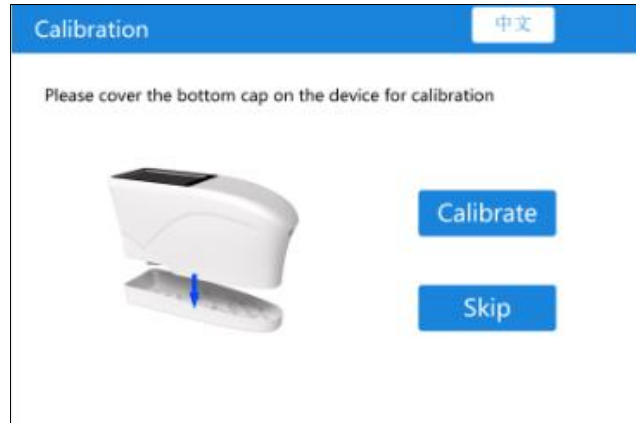 Calibration
中文
Please cover the bottom cap on the device for calibration
Calibrate
Skip